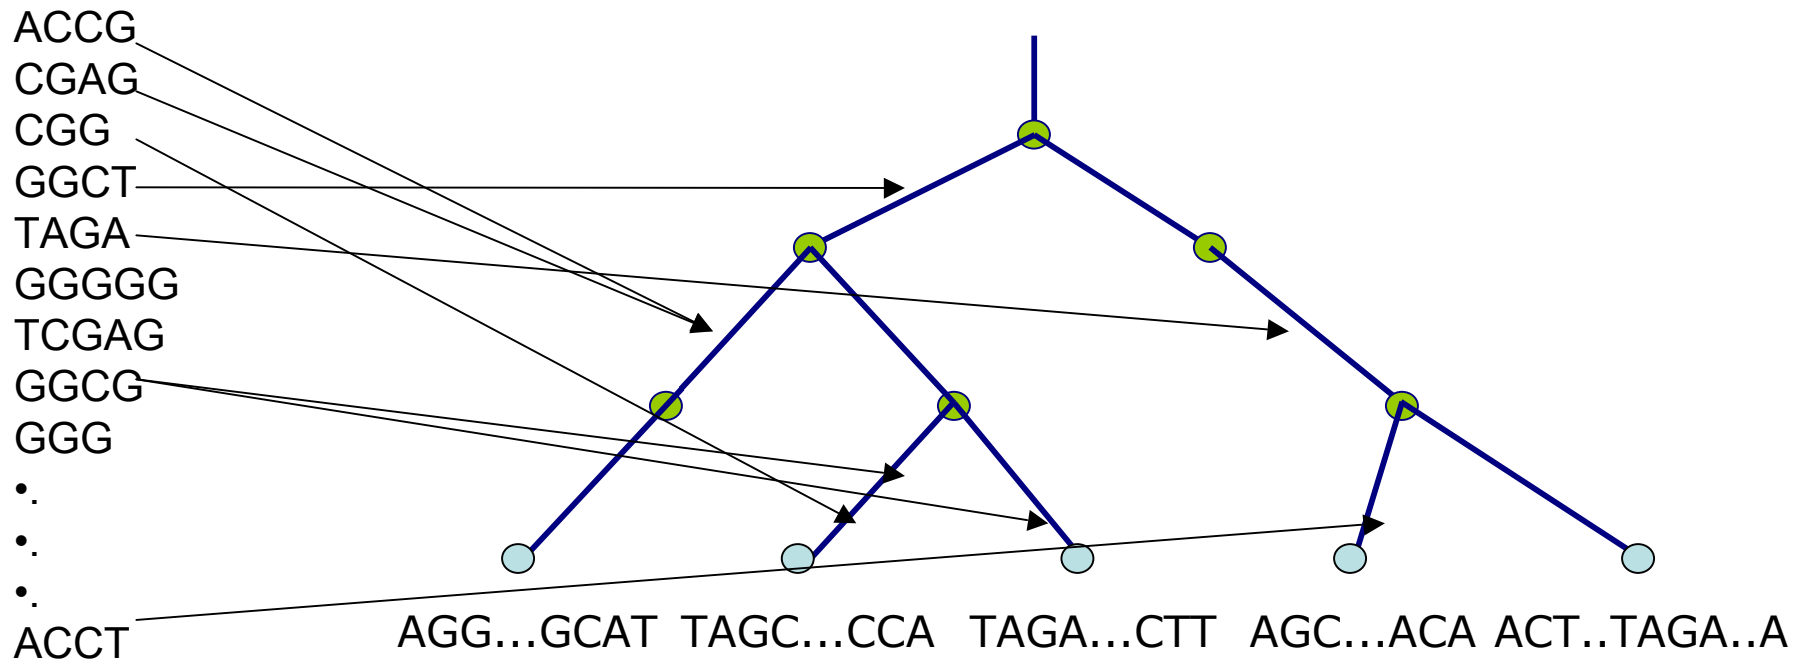 ACCG
CGAG
CGG
GGCT
TAGA
GGGGG
TCGAG
GGCG
GGG
•.
•.
•.
ACCT
AGG...GCAT TAGC...CCA TAGA...CTT AGC...ACA ACT..TAGA..A